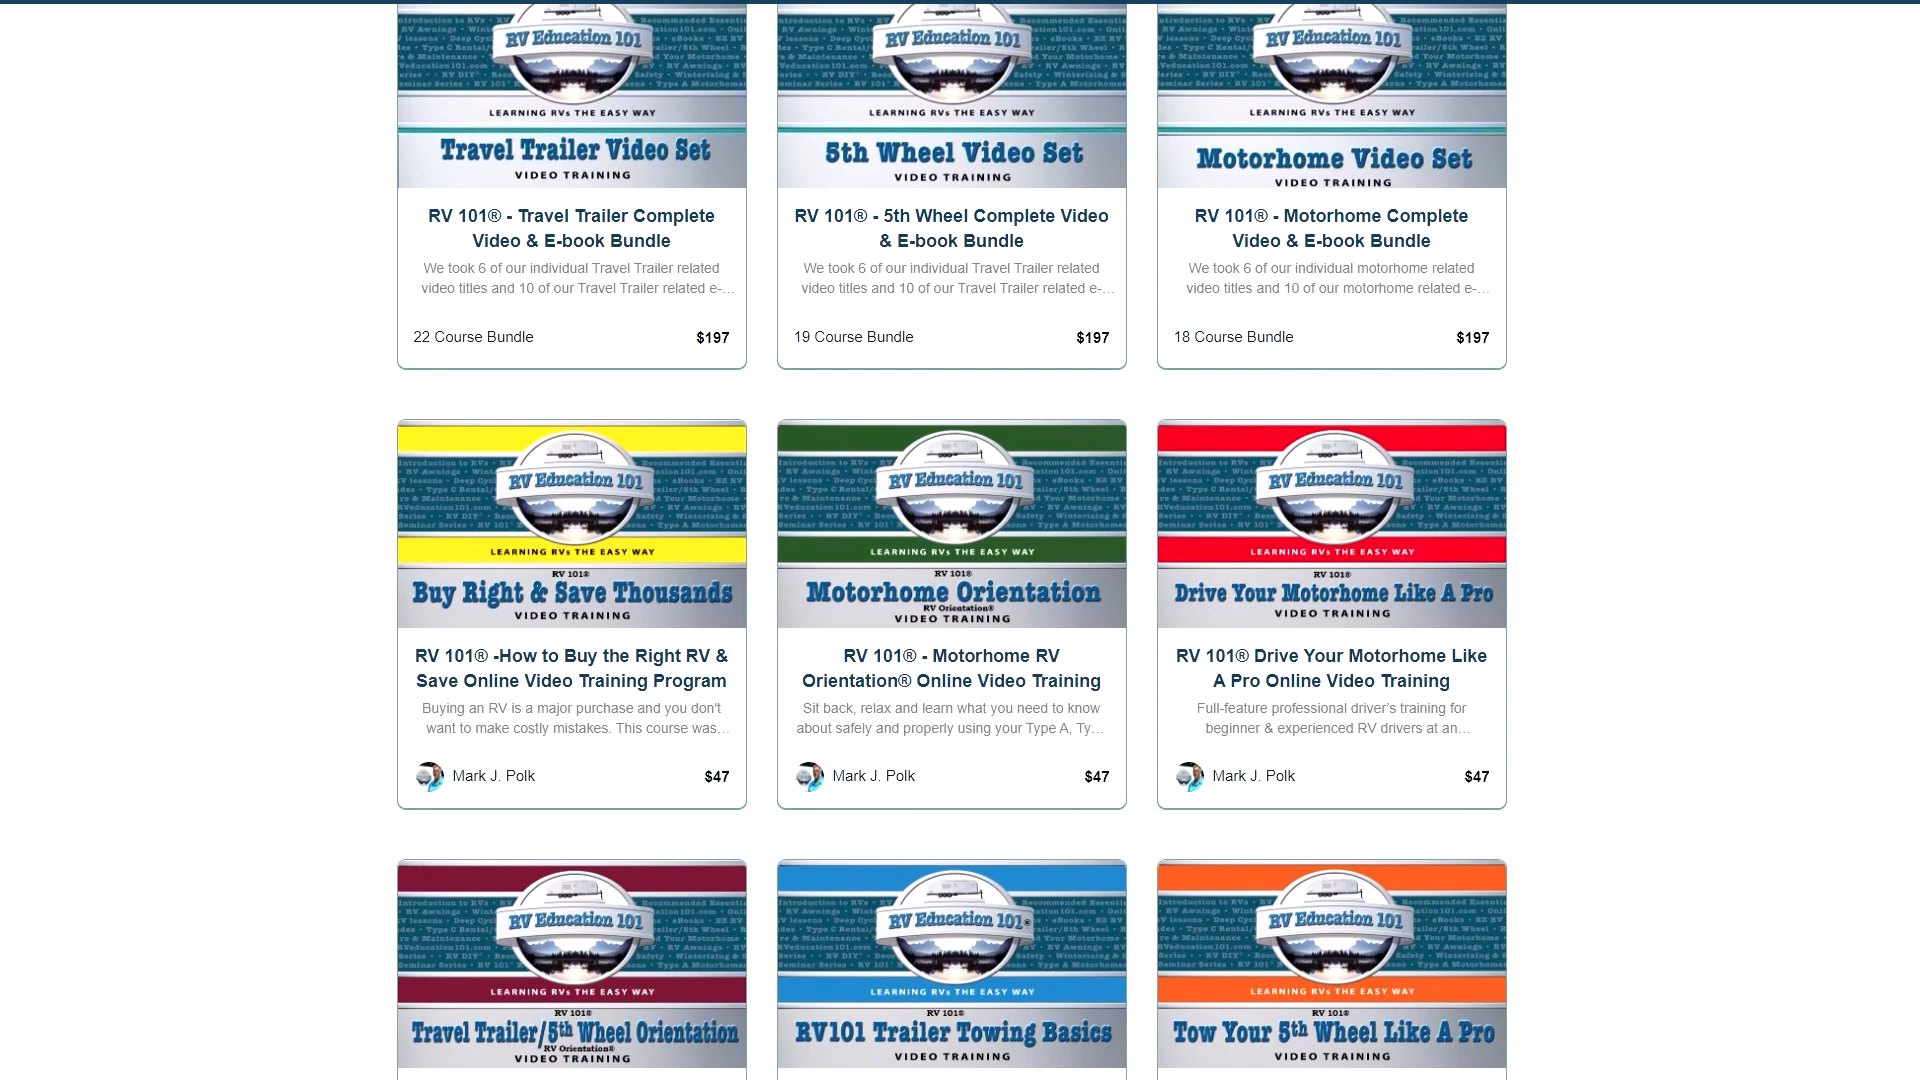 RV Education 101
LEARNING RVs THE EASY WAY
Travel Trailer Video Set
VIDEO TRAINING
RV 101® - Travel Trailer Complete
Video & E-book Bundle
We took 6 of our individual Travel Trailer related
video titles and 10 of our Travel Trailer related e-...
22 Course Bundle
$197
RV Education 101
LEARNING RVs THE EASY WAY
5th Wheel Video Set
VIDEO TRAINING
RV 101® - 5th Wheel Complete Video
& E-book Bundle
We took 6 of our individual Travel Trailer related
video titles and 10 of our Travel Trailer related e-...
19 Course Bundle
$197
RV Education 101
LEARNING RVs THE EASY WAY
Motorhome Video Set
VIDEO TRAINING
RV 101® - Motorhome Complete
Video & E-book Bundle
We took 6 of our individual motorhome related
video titles and 10 of our motorhome related e-...
18 Course Bundle
$197
RV Education 101
LEARNING RVs THE EASY WAY
RV 101®
Buy Right & Save Thousands
VIDEO TRAINING
RV 101® -How to Buy the Right RV &
Save Online Video Training Program
Buying an RV is a major purchase and you don't
want to make costly mistakes. This course was...
Mark J. Polk
$47
RV Education 101
LEARNING RVs THE EASY WAY
RV 101®
Motorhome Orientation
RV Orientation®
VIDEO TRAINING
RV 101® - Motorhome RV
Orientation® Online Video Training
Sit back, relax and learn what you need to know
about safely and properly using your Type A, Ty...
Mark J. Polk
$47
RV Education 101
LEARNING RVs THE EASY WAY
RV 101®
Drive Your Motorhome Like A Pro
VIDEO TRAINING
RV 101® Drive Your Motorhome Like
A Pro Online Video Training
Full-feature professional driver’s training for
beginner & experienced RV drivers at an...
Mark J. Polk
$47
RV Education 101
LEARNING RVs THE EASY WAY
RV 101®
Travel Trailer/5th Wheel Orientation
RV Orientation®
VIDEO TRAINING
RV Education 101®
LEARNING RVs THE EASY WAY
RV 101®
RV101 Trailer Towing Basics
VIDEO TRAINING
RV Education 101
LEARNING RVs THE EASY WAY
RV 101®
Tow Your 5th Wheel Like A Pro
VIDEO TRAINING